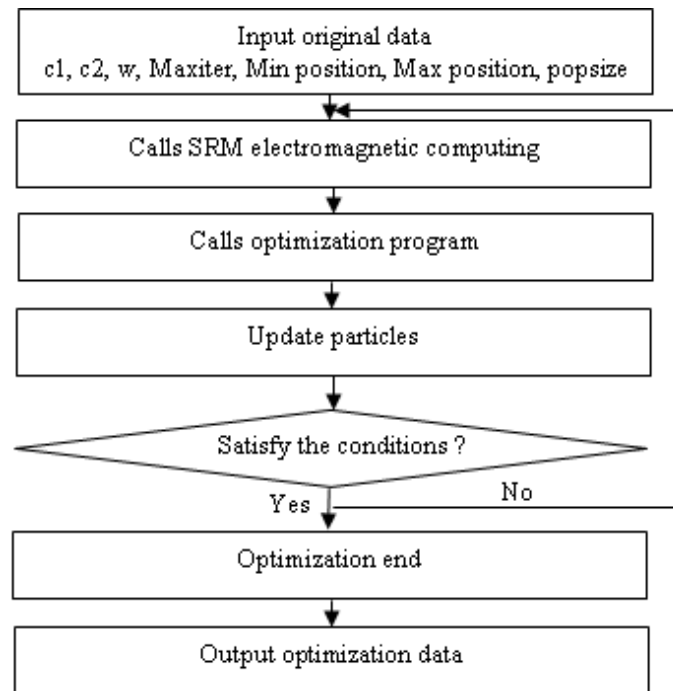 Input original data
c1, c2, w, Maxiter, Min position, Max position, popsize
Calls SRM electromagnetic computing
Calls optimization program
Update particles
Satisfy the conditions ?
Yes
No
Optimization end
Output optimization data